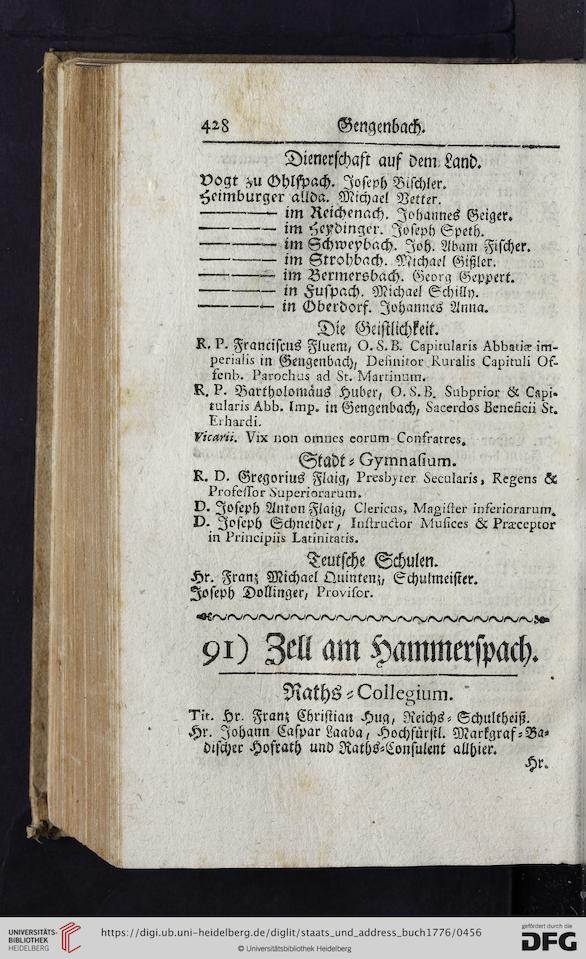 428 Gengenbach.
Dienerschaft auf dem Land.
Vogt zu Ohlspach. Joseph Bischler.
Heimburger allda. Michael Vetter.
——— im Reichenach. Johannes Geiger.
——— im Heydinger. Joseph Speth.
——— im Schweybach. Joh. Adam Fischer.
——— im Strohbach. Michael Gißler.
——— im Bermersbach. Georg Geppert.
——— in Fuspach. Michael Schilly.
——— in Oberdorf. Johannes Anna.
Die Geistlichkeit.
R. P. Franciscus Fluem, O. S. B. Capitularis Abbatiæ im-
perialis in Gengenbach, Definitor Ruralis Capituli Of-
fenb. Parochus ad St. Martinum.
R. P. Bartholomäus Huber, O. S. B. Subprior & Capi-
tularis Abb. Imp. in Gengenbach, Sacerdos Beneficii St.
Erhardi.
Vicarii. Vix non omnes eorum Confratres.
Stadt-Gymnasium.
R. D. Gregorius Flaig, Presbyter Secularis, Regens &
Professor Superiorarum.
D. Joseph Anton Flaig, Clericus, Magister inferiorarum.
D. Joseph Schneider, Instructor Musices & Præceptor
in Principiis Latinitatis.
Teutsche Schulen.
Hr. Franz Michael Quintenz, Schulmeister.
Joseph Dollinger, Provisor.
91) Zell am Hammerspach.
Raths-Collegium.
Tit. Hr. Franz Christian Hug, Reichs-Schultheiß.
Hr. Johann Caspar Laaba, Hochfürstl. Markgraf-Ba-
discher Hofrath und Raths-Consulent allhier.
Hr.
UNIVERSITÄTS-
BIBLIOTHEK
HEIDELBERG
https://digi.ub.uni-heidelberg.de/diglit/staats_und_address_buch1776/0456
© Universitätsbibliothek Heidelberg
gefördert durch die
DFG